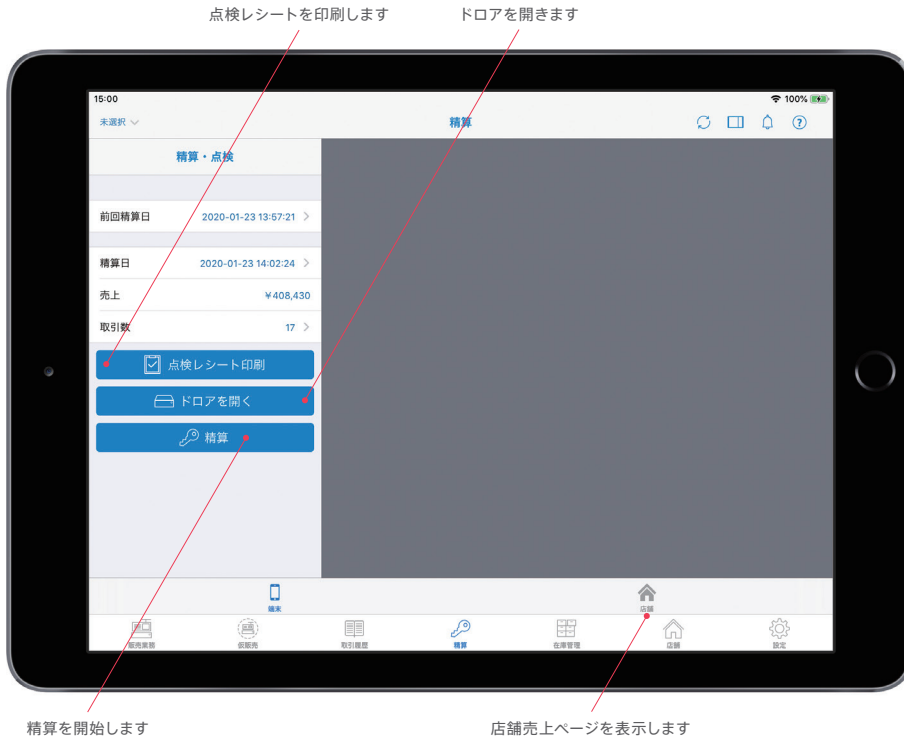 点検レシートを印刷します
ドロアを開きます
15:00
100%
未選択
精算
精算・点検
前回精算日 2020-01-23 13:57:21
精算日 2020-01-23 14:02:24
売上 ¥408,430
取引数 17
点検レシート印刷
ドロアを開く
精算
端末
店舗
販売業務
仮販売
取引履歴
精算
在庫管理
店舗
設定
精算を開始します
店舗売上ページを表示します